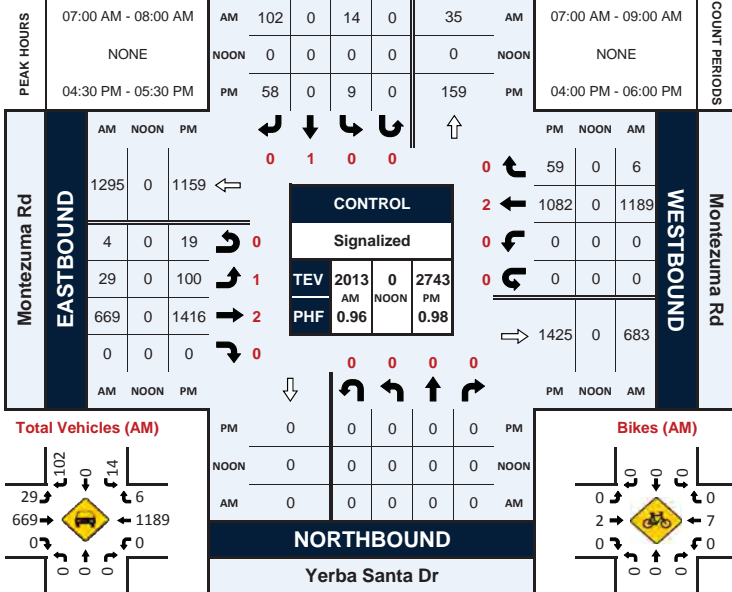 PEAK HOURS
07:00 AM - 08:00 AM
NONE
04:30 PM - 05:30 PM
AM 102 0 14 0 35 AM
NOON 0 0 0 0 0 NOON
PM 58 0 9 0 159 PM
07:00 AM - 09:00 AM
NONE
04:00 PM - 06:00 PM
COUNT PERIODS
0 1 0 0
Montezuma Rd
EASTBOUND
AM NOON PM
1295 0 1159
4 0 19 0
29 0 100 1
669 0 1416 2
0 0 0 0
AM NOON PM
CONTROL
Signalized
TEV 2013 0 2743
AM NOON PM
PHF 0.96 0.98
PM NOON AM
0 59 0 6
2 1082 0 1189
0 0 0 0
0 0 0 0
1425 0 683
PM NOON AM
WESTBOUND
Montezuma Rd
0 0 0 0
PM 0 0 0 0 0 PM
NOON 0 0 0 0 0 NOON
AM 0 0 0 0 0 AM
NORTHBOUND
Yerba Santa Dr
Total Vehicles (AM)
102 0 14
29 6
669 1189
0 0
0 0 0
Bikes (AM)
0 0 0
0 0
2 7
0 0
0 0 0